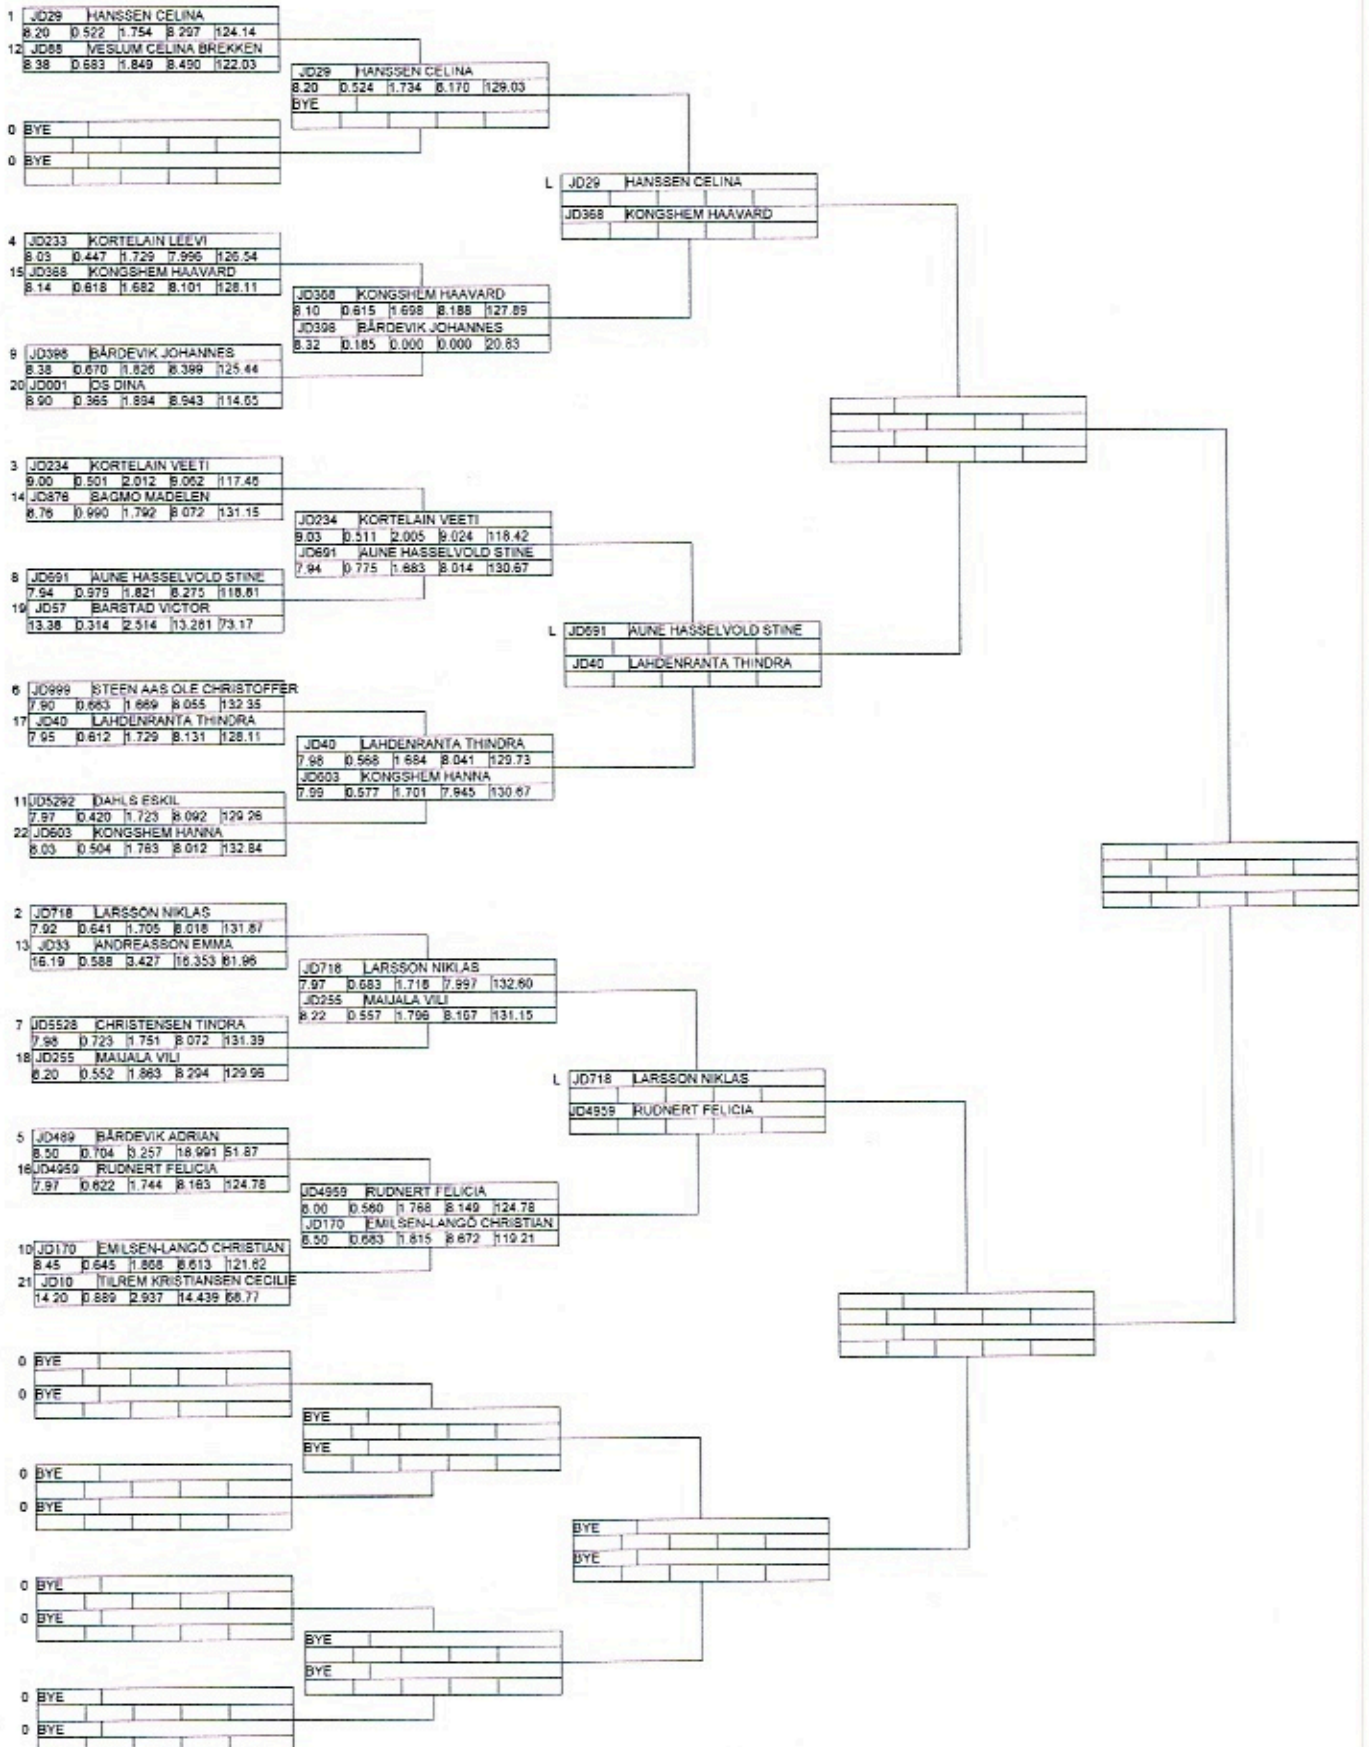 1 JD29 HANSSEN CELINA
8.20 0.522 1.754 8.297 124.14
12 JD88 VESLUM CELINA BREKKEN
8.38 0.683 1.849 8.490 122.03
JD29 HANSSEN CELINA
8.20 0.524 1.734 8.170 129.03
BYE
0 BYE
0 BYE
L JD29 HANSSEN CELINA
JD368 KONGSHEM HAAVARD
4 JD233 KORTELAIN LEEVI
8.03 0.447 1.729 7.996 126.54
15 JD368 KONGSHEM HAAVARD
8.14 0.618 1.682 8.101 128.11
JD368 KONGSHEM HAAVARD
8.10 0.615 1.698 8.188 127.89
JD398 BÅRDEVIK JOHANNES
8.32 0.185 0.000 0.000 20.83
9 JD398 BÅRDEVIK JOHANNES
8.38 0.670 1.826 8.399 125.44
20 JD001 OS DINA
8.90 0.365 1.894 8.943 114.65
3 JD234 KORTELAIN VEETI
9.00 0.501 2.012 9.062 117.46
14 JD876 SAGMO MADELEN
8.76 0.990 1.792 8.072 131.15
JD234 KORTELAIN VEETI
9.03 0.511 2.005 9.024 118.42
JD691 AUNE HASSELVOLD STINE
7.94 0.775 1.683 8.014 130.67
8 JD691 AUNE HASSELVOLD STINE
7.94 0.979 1.821 8.275 118.81
19 JD57 BARSTAD VICTOR
13.38 0.314 2.514 13.281 73.17
L JD691 AUNE HASSELVOLD STINE
JD40 LAHDENRANTA THINDRA
6 JD999 STEEN AAS OLE CHRISTOFFER
7.90 0.663 1.669 8.055 132.35
17 JD40 LAHDENRANTA THINDRA
7.95 0.612 1.729 8.131 128.11
JD40 LAHDENRANTA THINDRA
7.98 0.568 1.684 8.041 129.73
JD603 KONGSHEM HANNA
7.99 0.577 1.701 7.945 130.67
11 JD5292 DAHLS ESKIL
7.97 0.420 1.723 8.092 129.26
22 JD603 KONGSHEM HANNA
8.03 0.504 1.763 8.012 132.84
2 JD718 LARSSON NIKLAS
7.92 0.641 1.705 8.018 131.87
13 JD33 ANDREASSON EMMA
16.19 0.588 3.427 16.353 61.96
JD718 LARSSON NIKLAS
7.97 0.683 1.718 7.997 132.60
JD255 MAIJALA VILI
8.22 0.557 1.796 8.167 131.15
7 JD5528 CHRISTENSEN TINDRA
7.98 0.723 1.751 8.072 131.39
18 JD255 MAIJALA VILI
8.20 0.552 1.863 8.294 129.96
L JD718 LARSSON NIKLAS
JD4959 RUDNERT FELICIA
5 JD489 BÅRDEVIK ADRIAN
8.50 0.704 3.257 18.991 51.87
16 JD4959 RUDNERT FELICIA
7.97 0.622 1.744 8.163 124.78
JD4959 RUDNERT FELICIA
8.00 0.560 1.768 8.149 124.78
JD170 EMILSEN-LANGÖ CHRISTIAN
8.50 0.683 1.815 8.672 119.21
10 JD170 EMILSEN-LANGÖ CHRISTIAN
8.45 0.645 1.868 8.613 121.62
21 JD10 TILREM KRISTIANSEN CECILIE
14.20 0.889 2.937 14.439 68.77
0 BYE
0 BYE
BYE
BYE
0 BYE
0 BYE
BYE
BYE
0 BYE
0 BYE
BYE
BYE
0 BYE
0 BYE